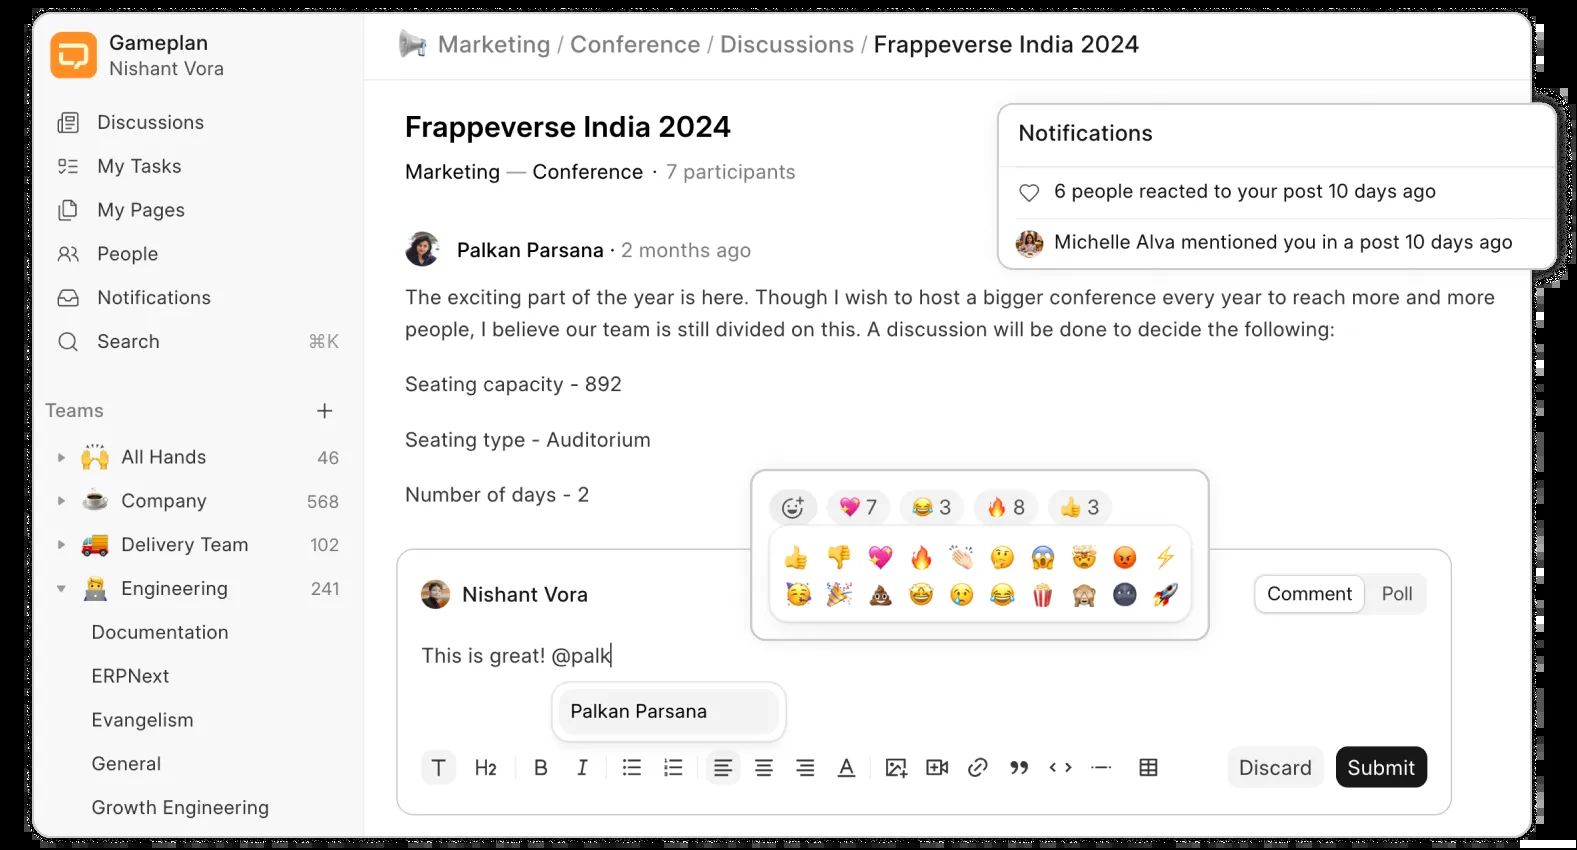 Gameplan
Nishant Vora
Discussions
My Tasks
My Pages
People
Notifications
Search ⌘K
Teams
All Hands 46
Company 568
Delivery Team 102
Engineering 241
Documentation
ERPNext
Evangelism
General
Growth Engineering
Marketing / Conference / Discussions / Frappeverse India 2024
Frappeverse India 2024
Marketing — Conference · 7 participants
Notifications
6 people reacted to your post 10 days ago
Michelle Alva mentioned you in a post 10 days ago
Palkan Parsana · 2 months ago
The exciting part of the year is here. Though I wish to host a bigger conference every year to reach more and more
people, I believe our team is still divided on this. A discussion will be done to decide the following:
Seating capacity - 892
Seating type - Auditorium
Number of days - 2
7 3 8 3
Nishant Vora
Comment Poll
This is great! @palk
Palkan Parsana
T H2 B I A
Discard Submit